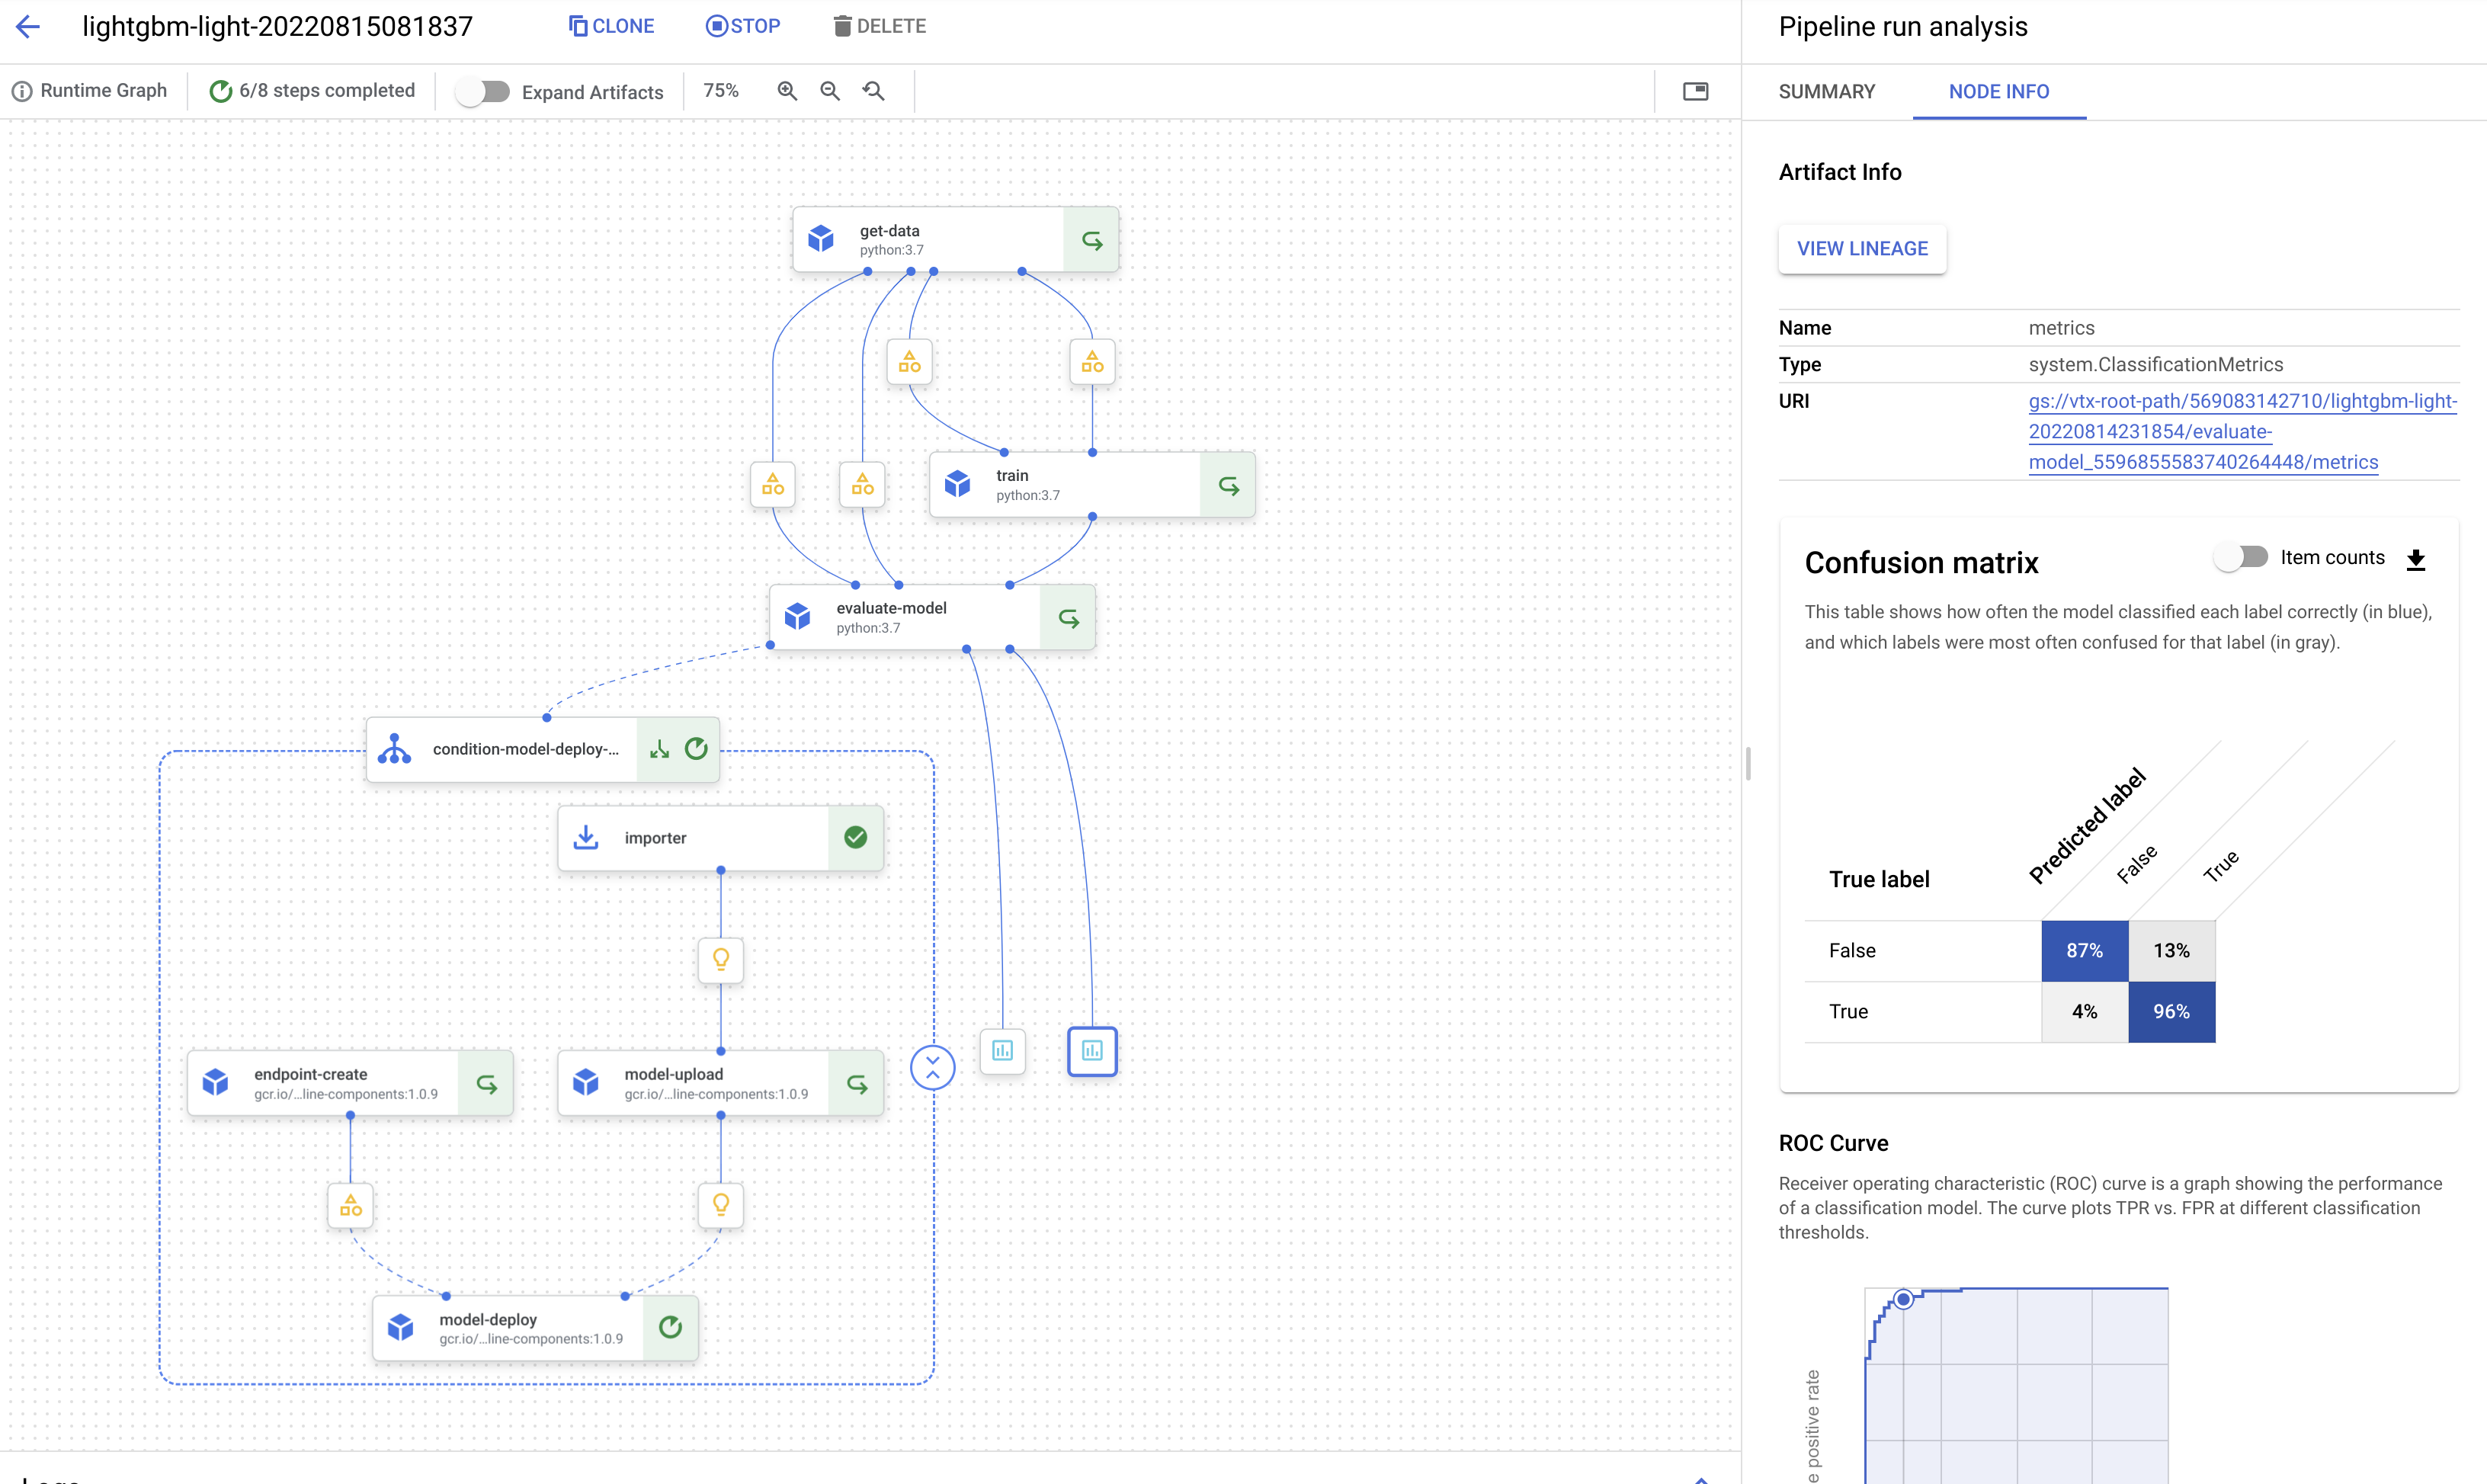 lightgbm-light-20220815081837
CLONE
STOP
DELETE
Runtime Graph
6/8 steps completed
Expand Artifacts
75%
get-data
python:3.7
train
python:3.7
evaluate-model
python:3.7
condition-model-deploy-...
importer
endpoint-create
gcr.io/...line-components:1.0.9
model-upload
gcr.io/...line-components:1.0.9
model-deploy
gcr.io/...line-components:1.0.9
Pipeline run analysis
SUMMARY
NODE INFO
Artifact Info
VIEW LINEAGE
Name metrics
Type system.ClassificationMetrics
URI gs://vtx-root-path/569083142710/lightgbm-light-
20220814231854/evaluate-
model_5596855583740264448/metrics
Confusion matrix
Item counts
This table shows how often the model classified each label correctly (in blue),
and which labels were most often confused for that label (in gray).
True label
Predicted label
False
True
False 87% 13%
True 4% 96%
ROC Curve
Receiver operating characteristic (ROC) curve is a graph showing the performance
of a classification model. The curve plots TPR vs. FPR at different classification
thresholds.
e positive rate